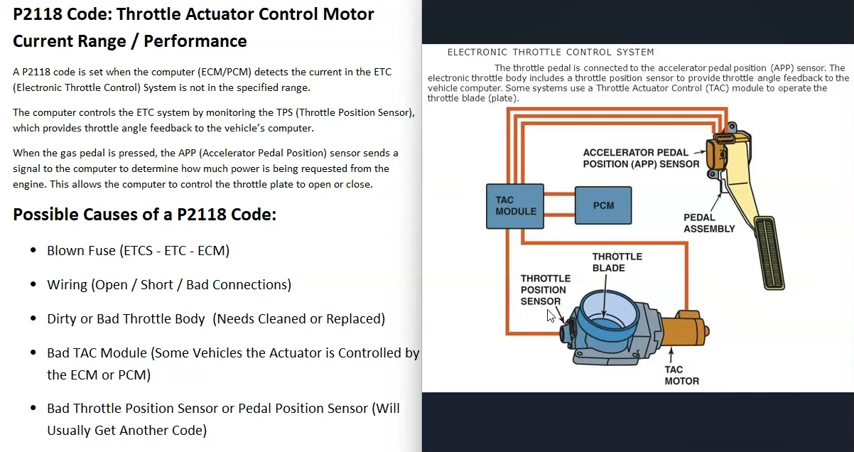 P2118 Code: Throttle Actuator Control Motor
Current Range / Performance
A P2118 code is set when the computer (ECM/PCM) detects the current in the ETC
(Electronic Throttle Control) System is not in the specified range.
The computer controls the ETC system by monitoring the TPS (Throttle Position Sensor),
which provides throttle angle feedback to the vehicle's computer.
When the gas pedal is pressed, the APP (Accelerator Pedal Position) sensor sends a
signal to the computer to determine how much power is being requested from the
engine. This allows the computer to control the throttle plate to open or close.
Possible Causes of a P2118 Code:
• Blown Fuse (ETCS - ETC - ECM)
• Wiring (Open / Short / Bad Connections)
• Dirty or Bad Throttle Body (Needs Cleaned or Replaced)
• Bad TAC Module (Some Vehicles the Actuator is Controlled by
the ECM or PCM)
• Bad Throttle Position Sensor or Pedal Position Sensor (Will
Usually Get Another Code)
ELECTRONIC THROTTLE CONTROL SYSTEM
The throttle pedal is connected to the accelerator pedal position (APP) sensor. The
electronic throttle body includes a throttle position sensor to provide throttle angle feedback to the
vehicle computer. Some systems use a Throttle Actuator Control (TAC) module to operate the
throttle blade (plate).
ACCELERATOR PEDAL
POSITION (APP) SENSOR
TAC
MODULE
PCM
PEDAL
ASSEMBLY
THROTTLE
BLADE
THROTTLE
POSITION
SENSOR
TAC
MOTOR